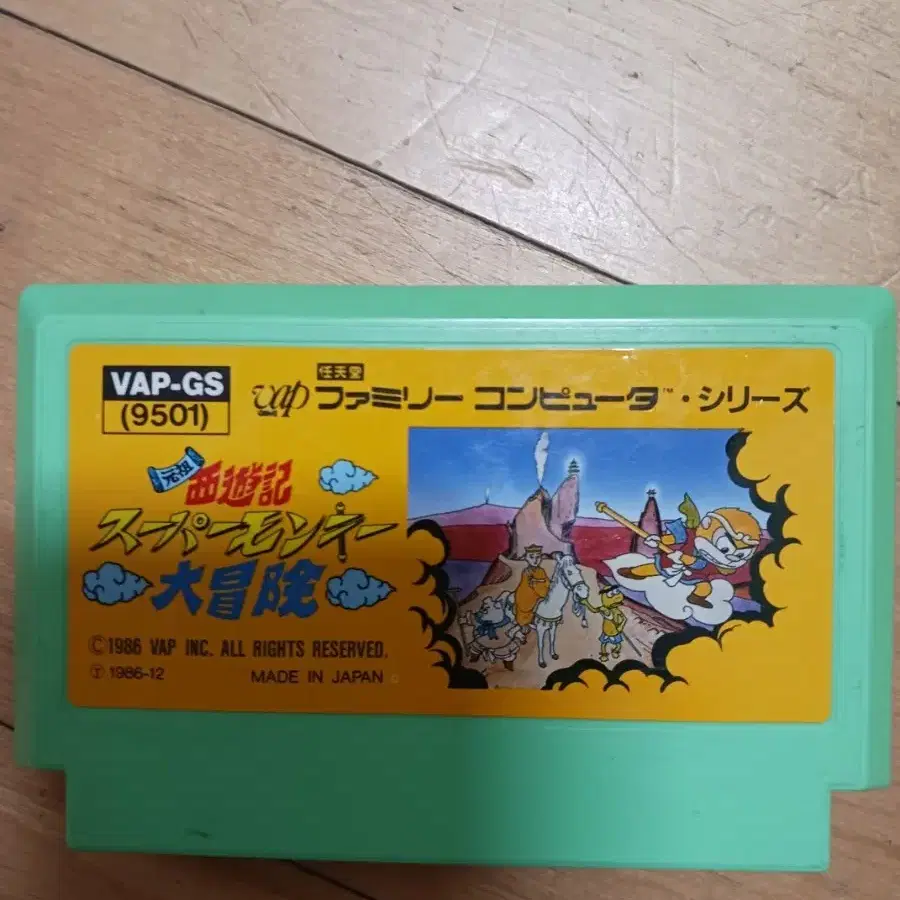 VAP-GS
(9501)
任天堂
vap ファミリー コンピュータ™・シリーズ
元祖
西遊記
スーパーモンキー
大冒険
©1986 VAP INC. ALL RIGHTS RESERVED.
Ⓣ 1986-12 MADE IN JAPAN